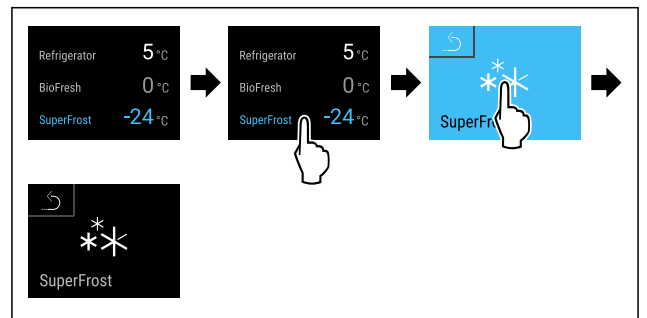 Refrigerator 5 °C
BioFresh 0 °C
SuperFrost -24 °C
Refrigerator 5 °C
BioFresh 0 °C
SuperFrost -24 °C
SuperFr
SuperFrost